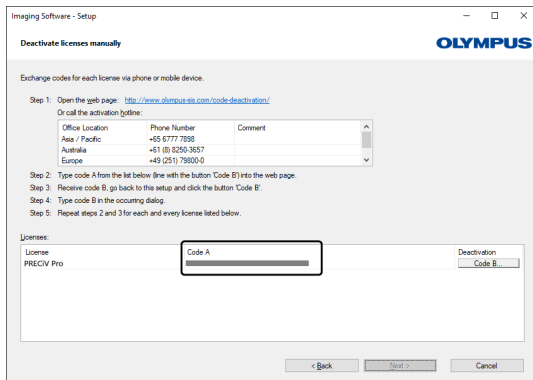 Imaging Software - Setup
Deactivate licenses manually
OLYMPUS
Exchange codes for each license via phone or mobile device.
Step 1: Open the web page: http://www.olympus-sis.com/code-deactivation/
Or call the activation hotline:
Office Location Phone Number Comment
Asia / Pacific +65 6777 7898
Australia +61 (8) 8250-3657
Europe +49 (251) 79800-0
Step 2: Type code A from the list below (line with the button 'Code B') into the web page.
Step 3: Receive code B, go back to this setup and click the button 'Code B'.
Step 4: Type code B in the occurring dialog.
Step 5: Repeat steps 2 and 3 for each and every license listed below.
Licenses:
License Code A Deactivation
PRECiV Pro Code B...
< Back Next > Cancel